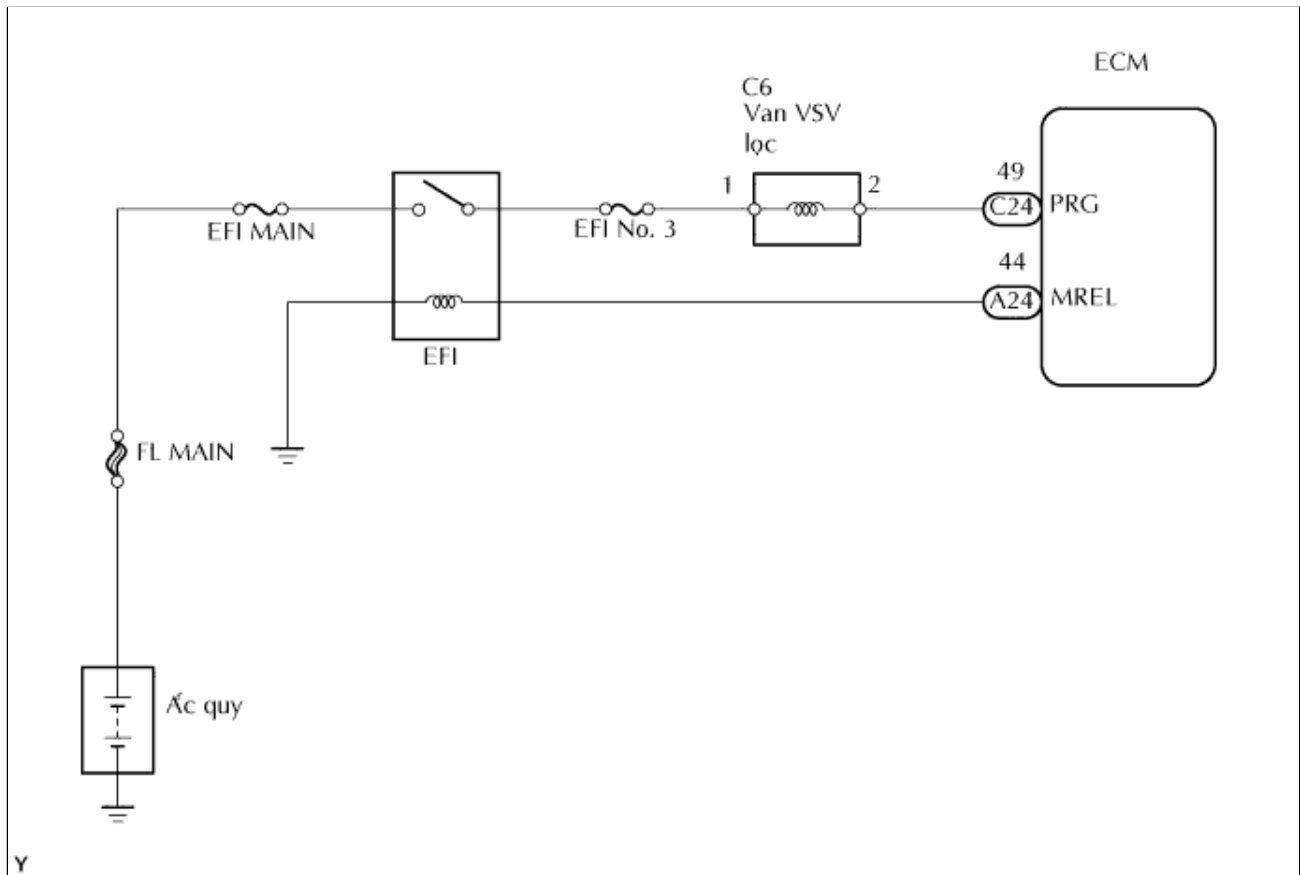 ECM
C6
Van VSV
lọc
49
1
2
C24
PRG
EFI MAIN
EFI No. 3
44
A24
MREL
EFI
FL MAIN
Ắc quy
Y